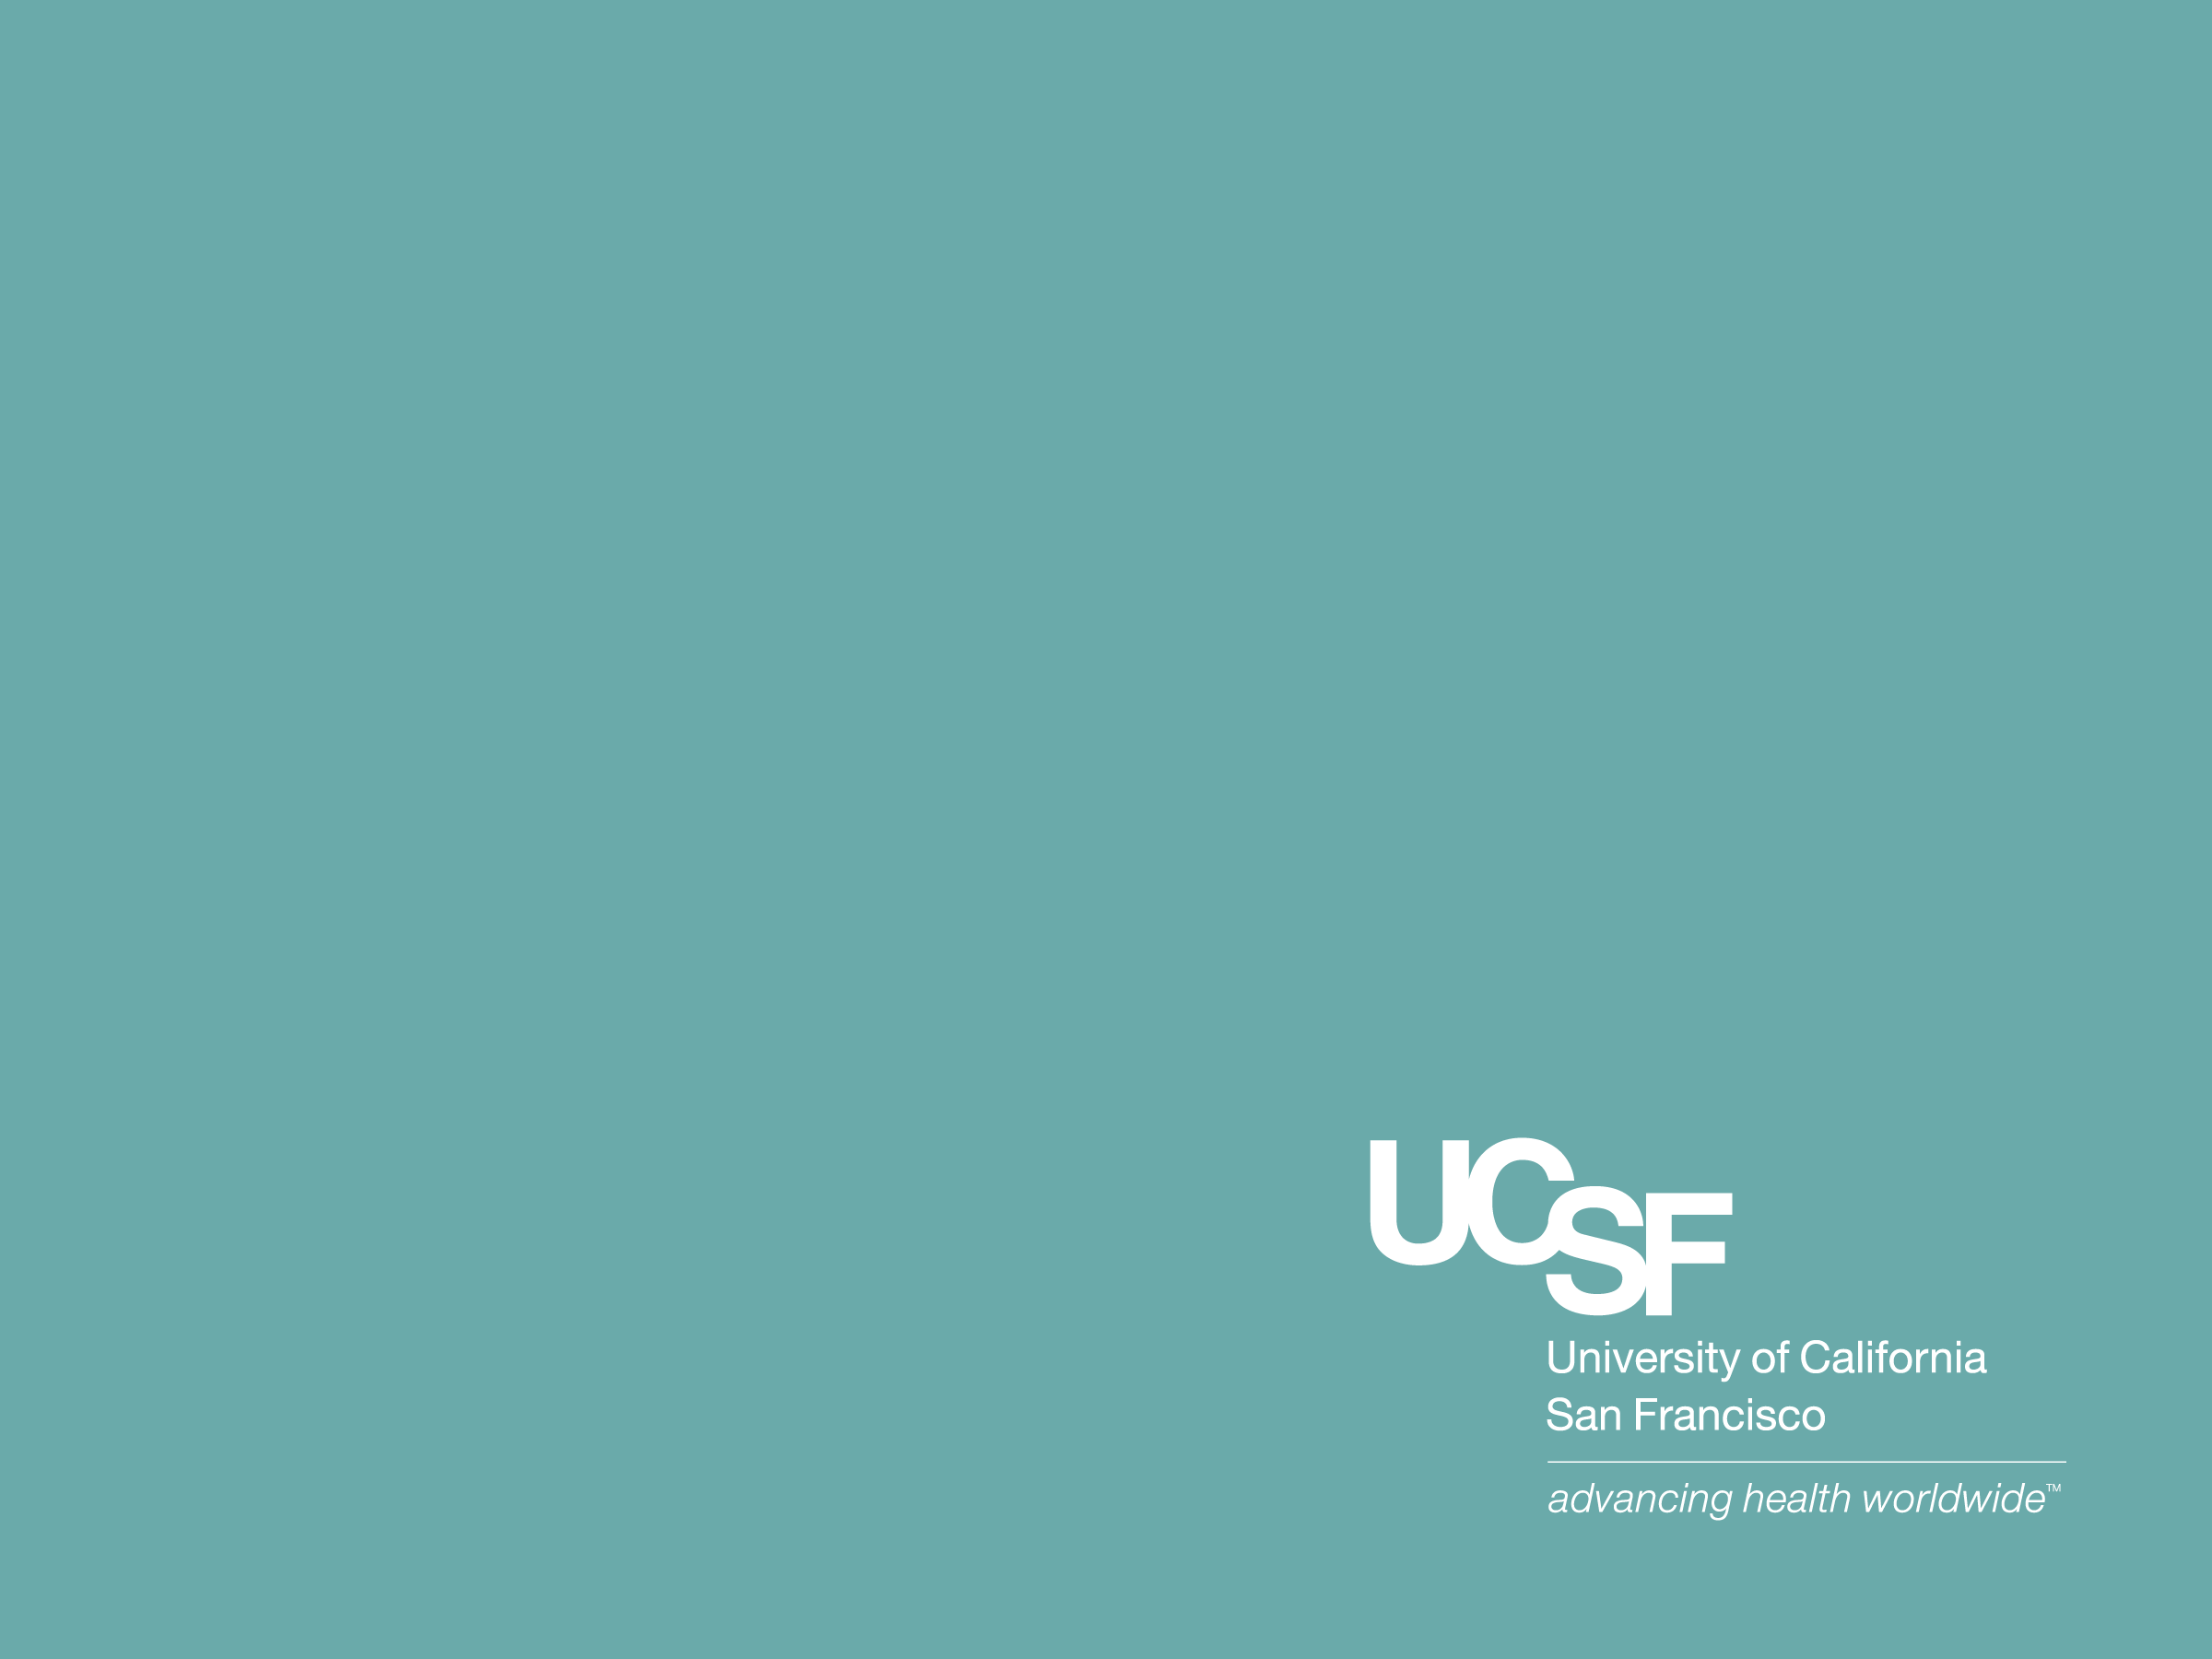 UCSF
University of California
San Francisco
advancing health worldwide™